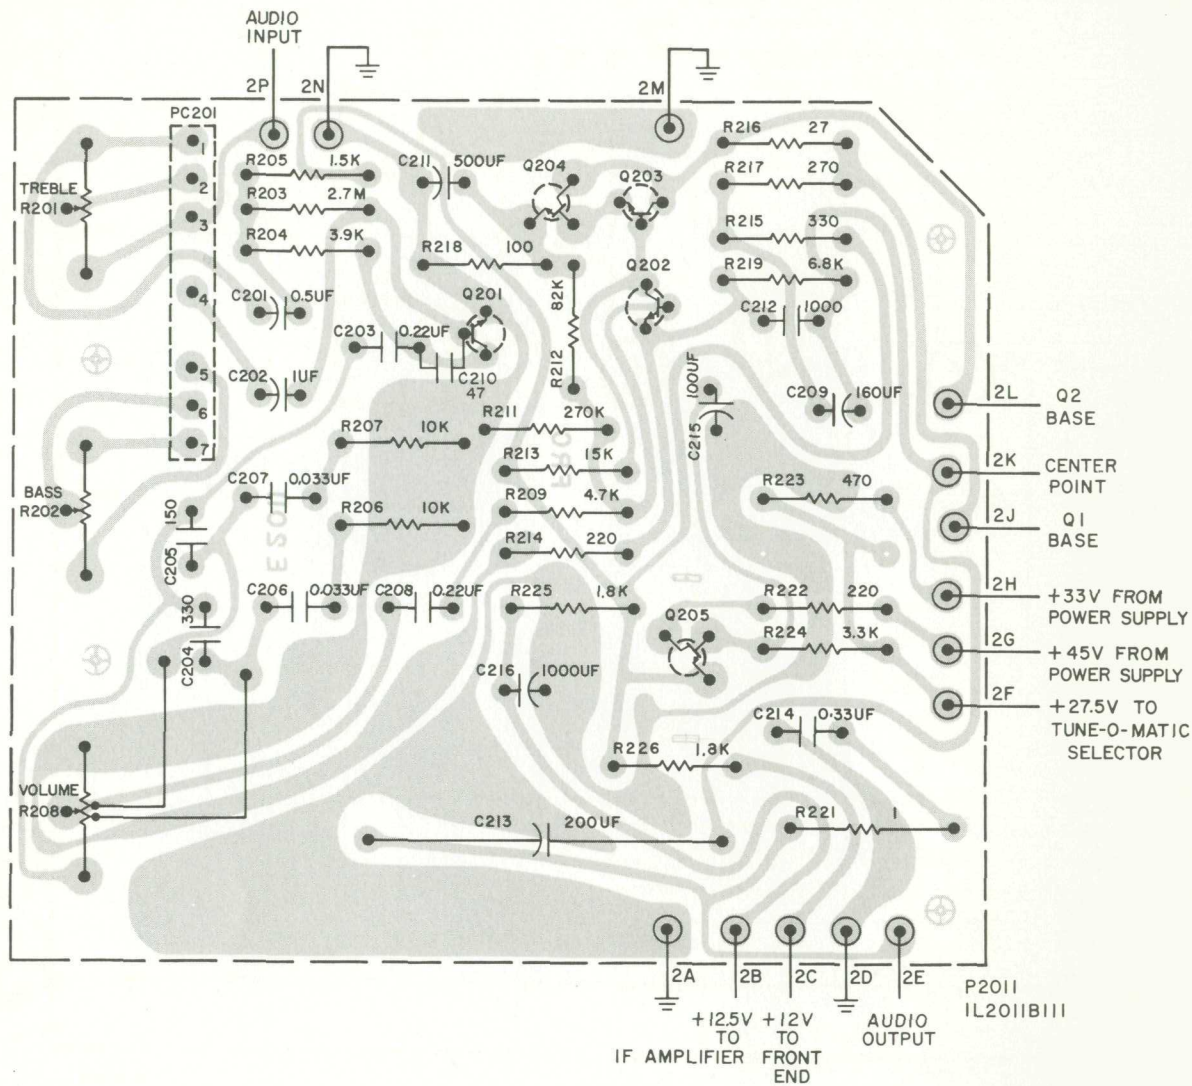 AUDIO
INPUT
2P
2N
2M
PC201
1
2
3
4
5
6
7
TREBLE
R201
R205 1.5K
R203 2.7M
R204 3.9K
C211 500UF
Q204
Q203
R216 27
R217 270
R215 330
R219 6.8K
R218 100
Q202
C201 0.5UF
Q201
82K
R212
C212 1000
C203 0.22UF
C210
47
C202 1UF
100UF
C215
C209 160UF
2L Q2
BASE
R211 270K
R207 10K
R213 15K
2K CENTER
POINT
C207 0.033UF
R223 470
BASS
R202
150
C205
R206 10K
R209 4.7K
2J Q1
BASE
R214 220
C206 0.033UF
C208 0.22UF
R225 1.8K
R222 220
2H +33V FROM
POWER SUPPLY
330
C204
Q205
R224 3.3K
2G +45V FROM
POWER SUPPLY
C216 1000UF
2F +27.5V TO
TUNE-O-MATIC
SELECTOR
C214 0.33UF
R226 1.8K
VOLUME
R208
C213 200UF
R221 1
2A
2B
2C
2D
2E
P2011
1L2011B111
+12.5V
TO
IF AMPLIFIER
+12V
TO
FRONT
END
AUDIO
OUTPUT